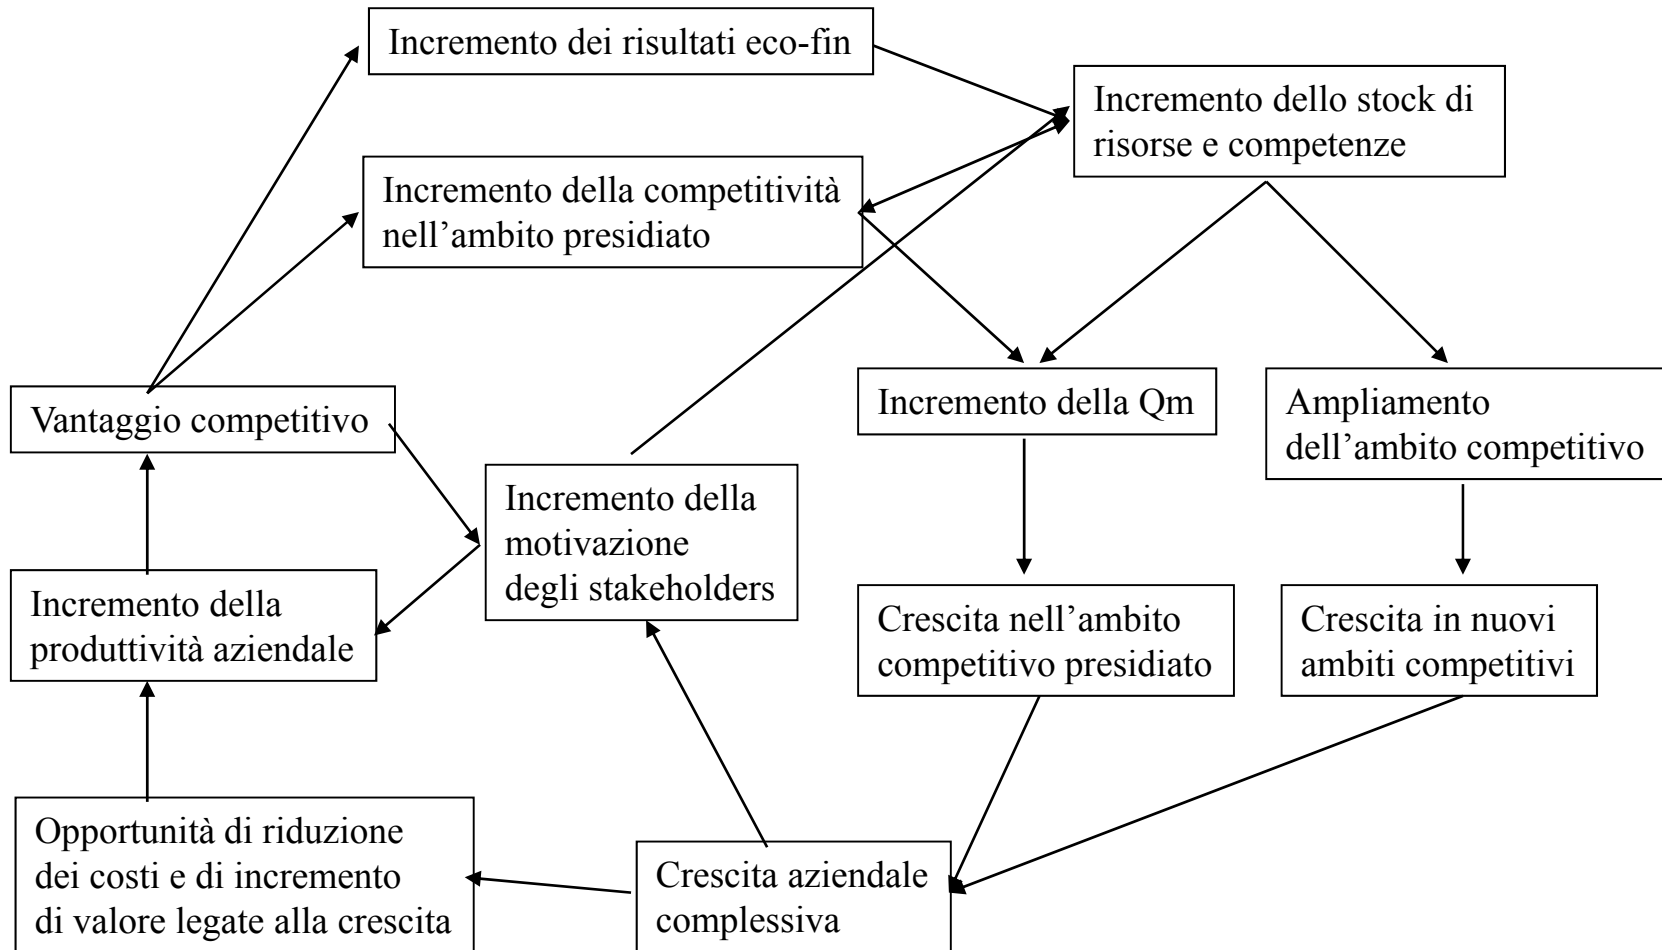 Incremento dei risultati eco-fin
Incremento dello stock di
risorse e competenze
Incremento della competitività
nell’ambito presidiato
Vantaggio competitivo
Incremento della Qm
Ampliamento
dell’ambito competitivo
Incremento della
motivazione
degli stakeholders
Incremento della
produttività aziendale
Crescita nell’ambito
competitivo presidiato
Crescita in nuovi
ambiti competitivi
Opportunità di riduzione
dei costi e di incremento
di valore legate alla crescita
Crescita aziendale
complessiva